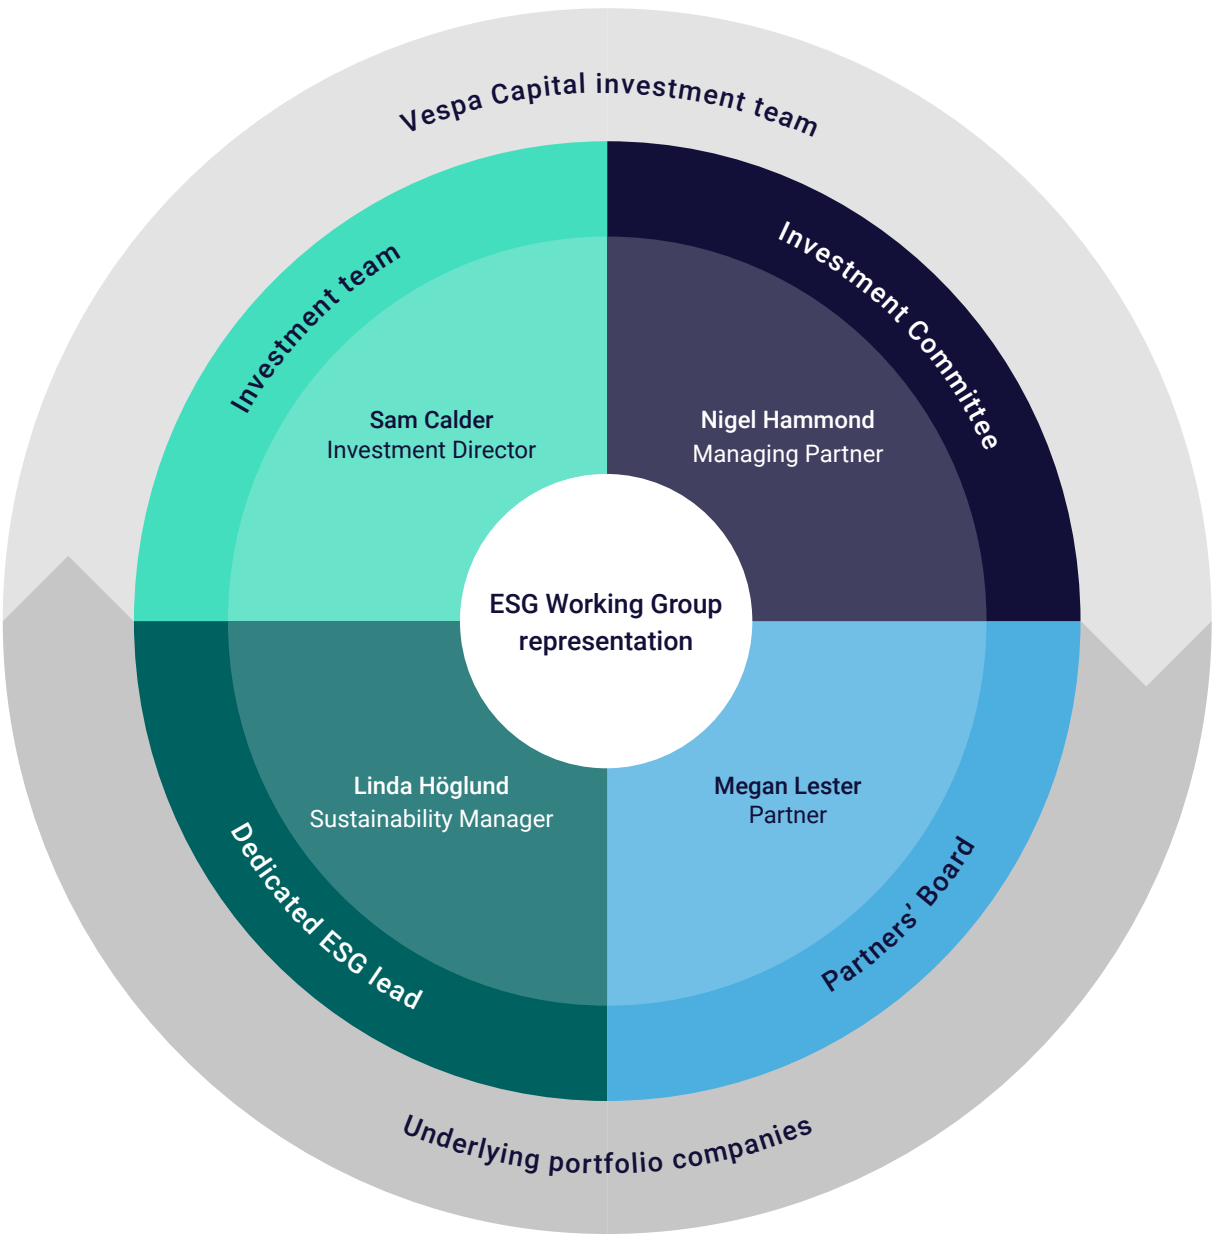 Vespa Capital investment team
Investment team
Investment Committee
Sam Calder
Investment Director
Nigel Hammond
Managing Partner
ESG Working Group
representation
Linda Höglund
Sustainability Manager
Megan Lester
Partner
Dedicated ESG lead
Partners’ Board
Underlying portfolio companies